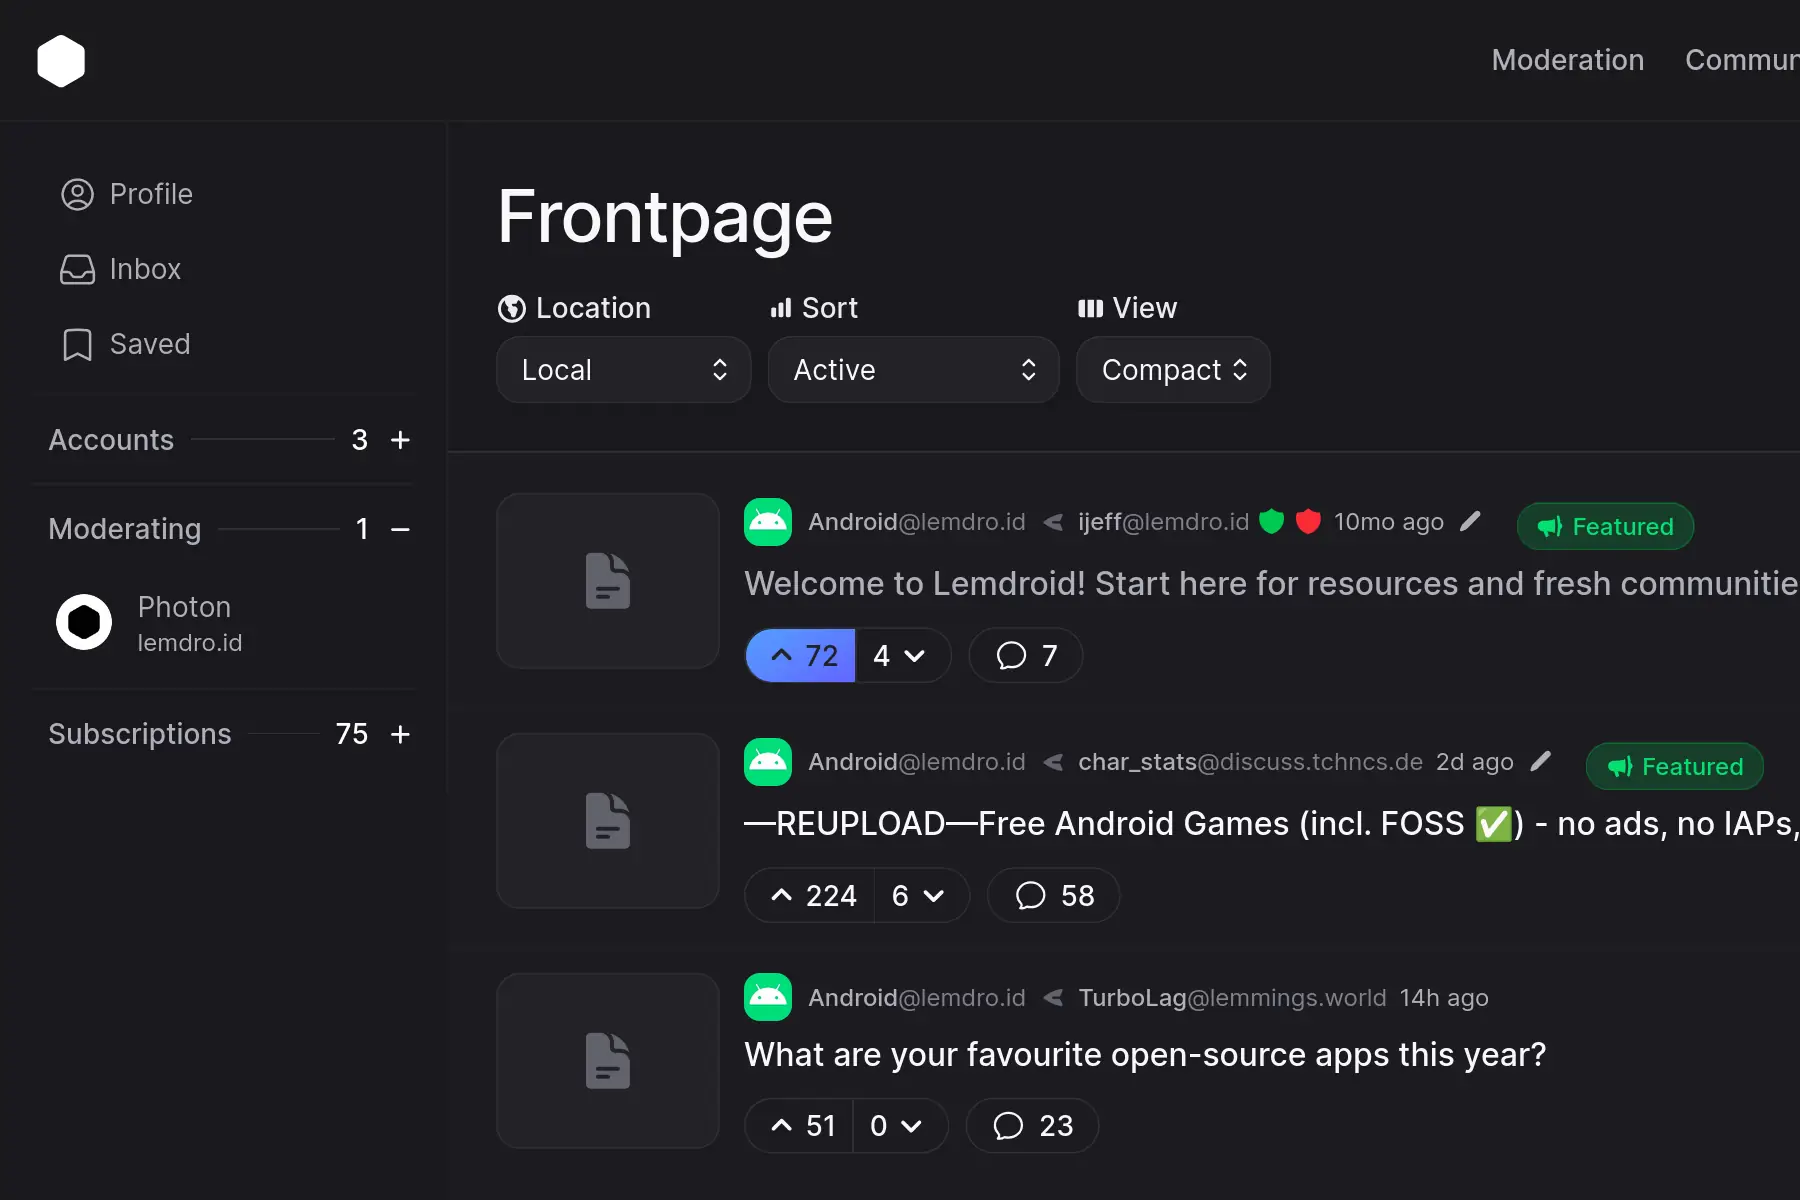 Moderation Commun
Profile
Inbox
Saved
Accounts 3
Moderating 1
Photon
lemdro.id
Subscriptions 75
Frontpage
Location Sort View
Local Active Compact
Android@lemdro.id ijeff@lemdro.id 10mo ago Featured
Welcome to Lemdroid! Start here for resources and fresh communitie
72 4 7
Android@lemdro.id char_stats@discuss.tchncs.de 2d ago Featured
—REUPLOAD—Free Android Games (incl. FOSS ✅) - no ads, no IAPs,
224 6 58
Android@lemdro.id TurboLag@lemmings.world 14h ago
What are your favourite open-source apps this year?
51 0 23